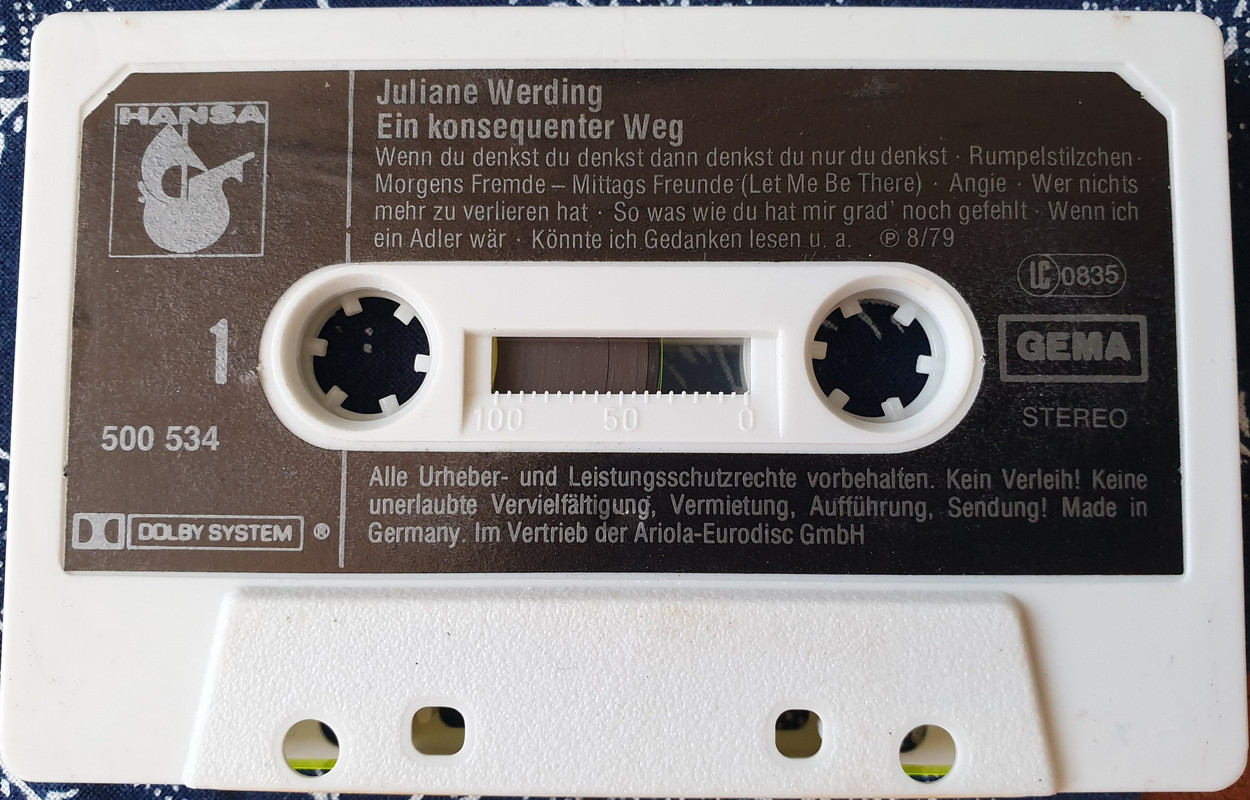 HANSA
Juliane Werding
Ein konsequenter Weg
Wenn du denkst du denkst dann denkst du nur du denkst · Rumpelstilzchen ·
Morgens Fremde – Mittags Freunde (Let Me Be There) · Angie · Wer nichts
mehr zu verlieren hat · So was wie du hat mir grad' noch gefehlt · Wenn ich
ein Adler wär · Könnte ich Gedanken lesen u. a. ℗ 8/79
LC 0835
1
GEMA
100 50 0
STEREO
500 534
Alle Urheber- und Leistungsschutzrechte vorbehalten. Kein Verleih! Keine
unerlaubte Vervielfältigung, Vermietung, Aufführung, Sendung! Made in
Germany. Im Vertrieb der Ariola-Eurodisc GmbH
DOLBY SYSTEM ®